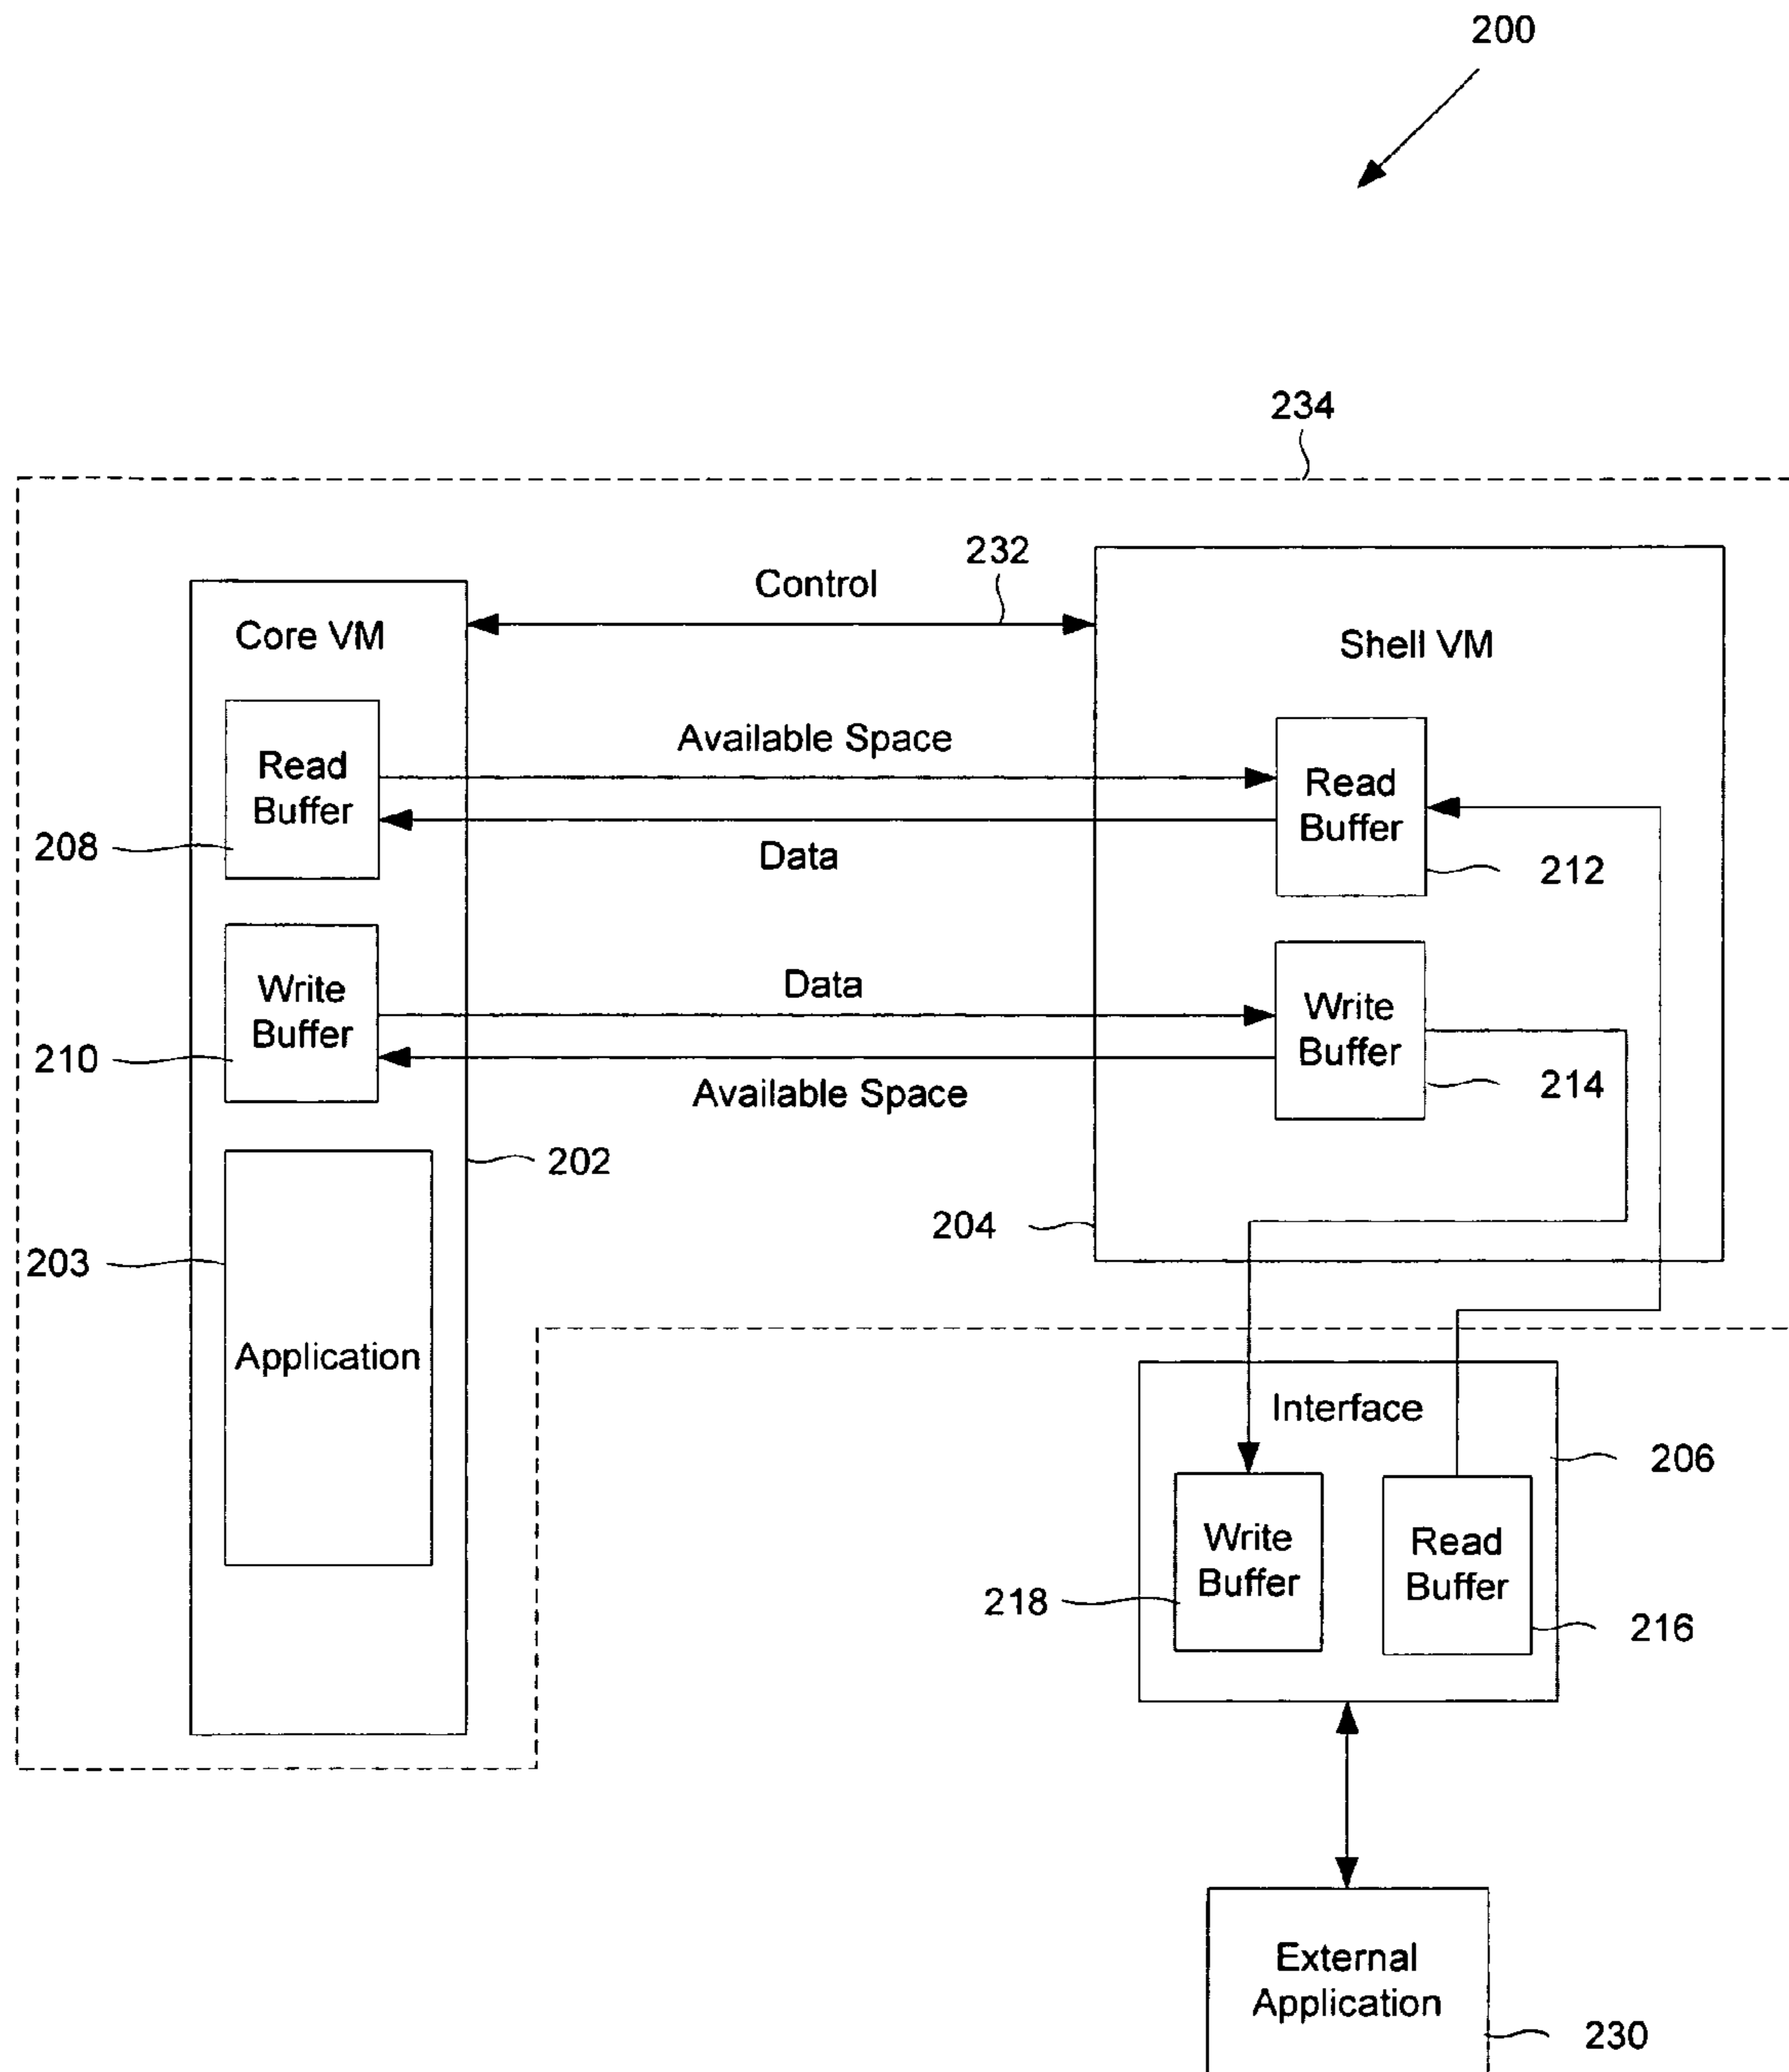 200
234
232
Control
Core VM
Shell VM
Available Space
Read
Buffer
Read
Buffer
208
Data
212
Data
Write
Buffer
Write
Buffer
210
214
Available Space
202
204
203
Application
Interface
206
Write
Buffer
Read
Buffer
218
216
External
Application
230